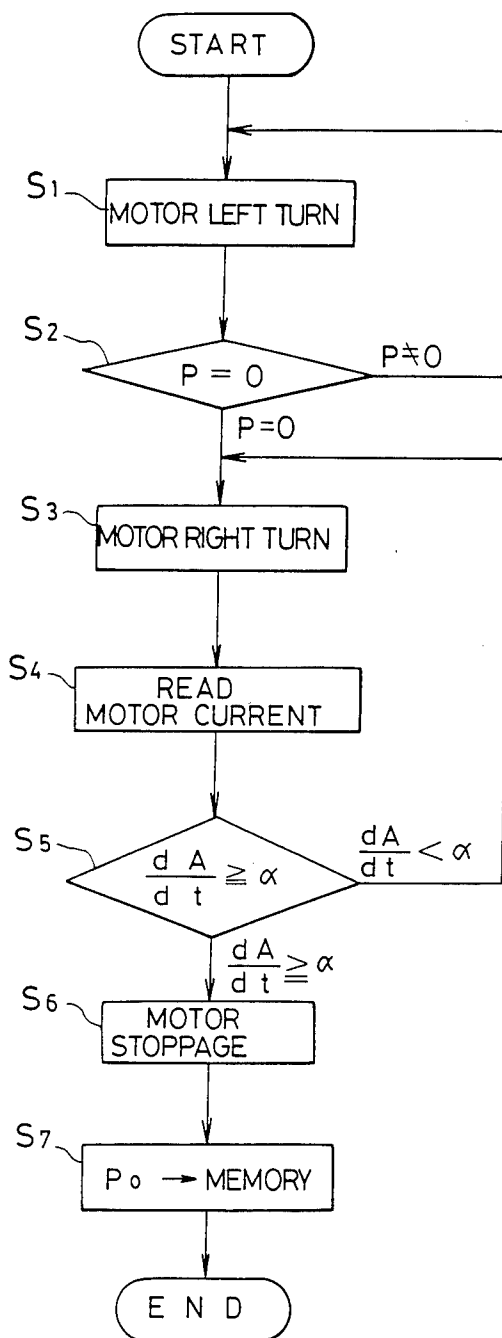 START
S1
MOTOR LEFT TURN
S2
P = 0
P≠0
P=0
S3
MOTOR RIGHT TURN
S4
READ
MOTOR CURRENT
S5
dA/dt ≧ α
dA/dt < α
dA/dt ≧ α
S6
MOTOR
STOPPAGE
S7
Po → MEMORY
END